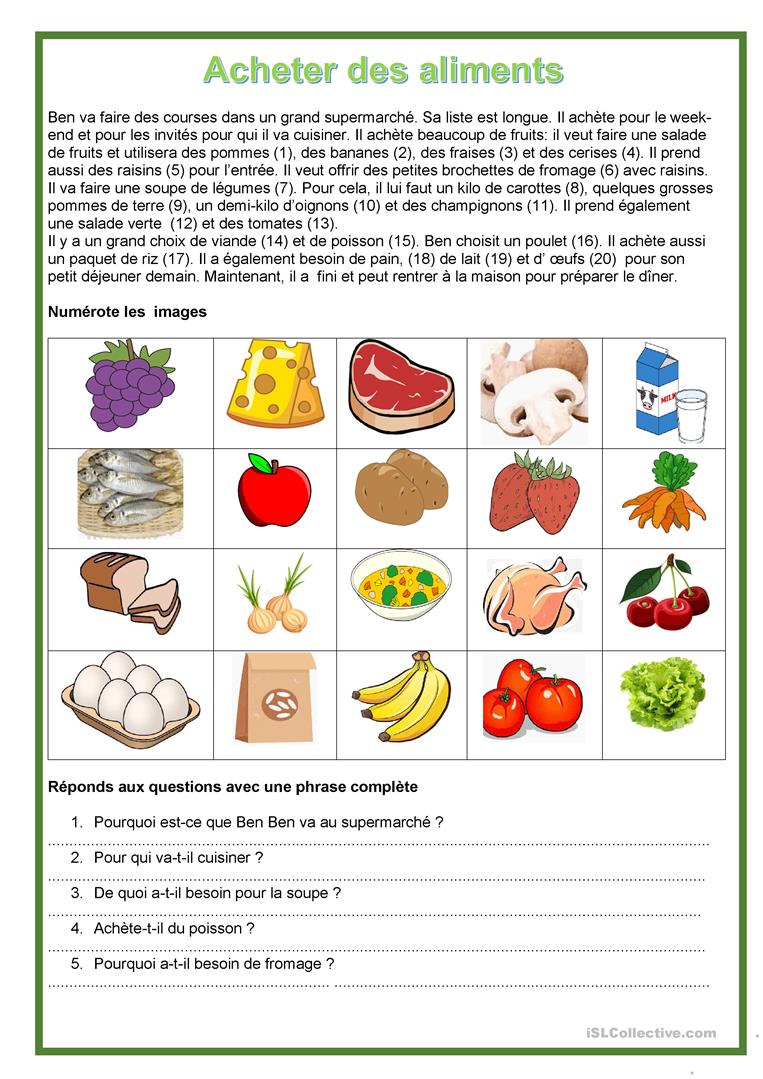 Acheter des aliments
Ben va faire des courses dans un grand supermarché. Sa liste est longue. Il achète pour le week-
end et pour les invités pour qui il va cuisiner. Il achète beaucoup de fruits: il veut faire une salade
de fruits et utilisera des pommes (1), des bananes (2), des fraises (3) et des cerises (4). Il prend
aussi des raisins (5) pour l'entrée. Il veut offrir des petites brochettes de fromage (6) avec raisins.
Il va faire une soupe de légumes (7). Pour cela, il lui faut un kilo de carottes (8), quelques grosses
pommes de terre (9), un demi-kilo d'oignons (10) et des champignons (11). Il prend également
une salade verte (12) et des tomates (13).
Il y a un grand choix de viande (14) et de poisson (15). Ben choisit un poulet (16). Il achète aussi
un paquet de riz (17). Il a également besoin de pain, (18) de lait (19) et d' œufs (20) pour son
petit déjeuner demain. Maintenant, il a fini et peut rentrer à la maison pour préparer le dîner.
Numérote les images
MILK
Réponds aux questions avec une phrase complète
1. Pourquoi est-ce que Ben Ben va au supermarché ?
2. Pour qui va-t-il cuisiner ?
3. De quoi a-t-il besoin pour la soupe ?
4. Achète-t-il du poisson ?
5. Pourquoi a-t-il besoin de fromage ?
iSLCollective.com